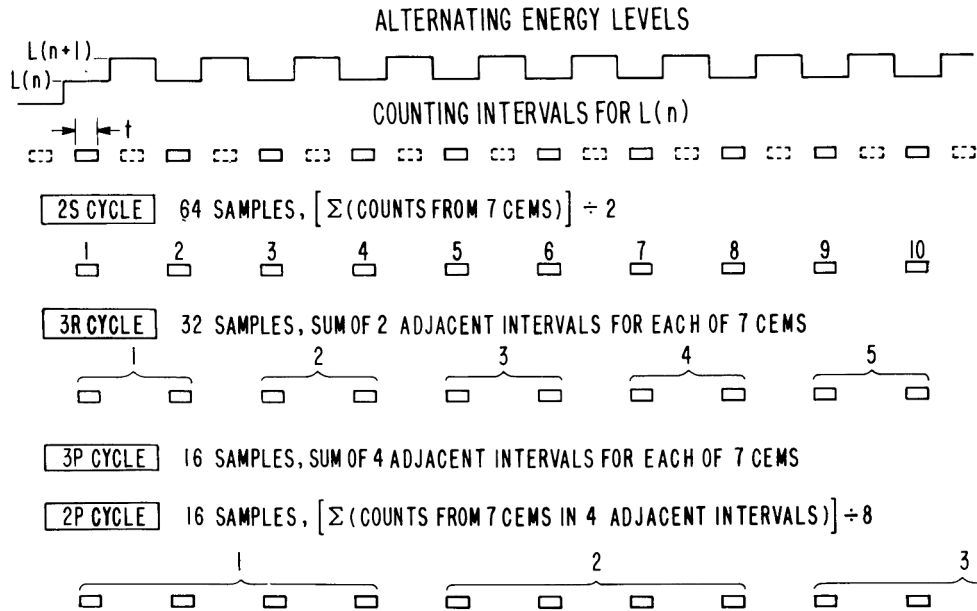 ALTERNATING ENERGY LEVELS
L(n+1)
L(n)
COUNTING INTERVALS FOR L(n)
t
2S CYCLE 64 SAMPLES, [Σ(COUNTS FROM 7 CEMS)] ÷ 2
1 2 3 4 5 6 7 8 9 10
3R CYCLE 32 SAMPLES, SUM OF 2 ADJACENT INTERVALS FOR EACH OF 7 CEMS
1 2 3 4 5
3P CYCLE 16 SAMPLES, SUM OF 4 ADJACENT INTERVALS FOR EACH OF 7 CEMS
2P CYCLE 16 SAMPLES, [Σ(COUNTS FROM 7 CEMS IN 4 ADJACENT INTERVALS)] ÷8
1 2 3